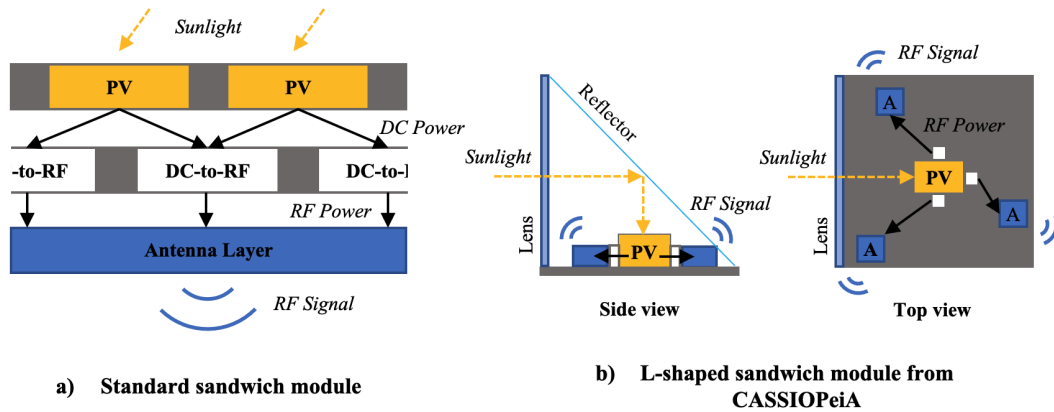 Sunlight
PV
PV
DC Power
-to-RF
DC-to-RF
DC-to-I
RF Power
Antenna Layer
RF Signal
a) Standard sandwich module
Reflector
Sunlight
RF Signal
Lens
PV
Side view
RF Signal
A
RF Power
Sunlight
PV
A
A
Lens
Top view
b) L-shaped sandwich module from
CASSIOPeiA